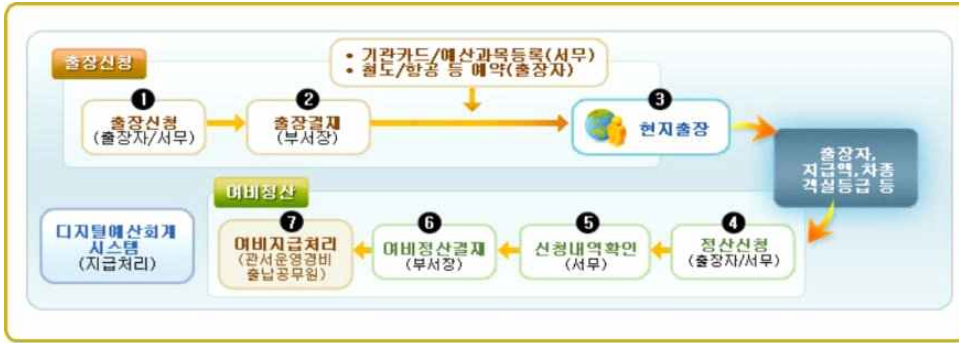 출장신청
• 기관카드/예산과목등록(서무)
• 철도/항공 등 예약(출장자)
❶
출장신청
(출장자/서무)
❷
출장결재
(부서장)
❸
현지출장
출장자,
지급액,차종
객실등급 등
여비정산
❹
정산신청
(출장자/서무)
❺
신청내역확인
(서무)
❻
여비정산결재
(부서장)
❼
여비지급처리
(관서운영경비
출납공무원)
디지털예산회계
시스템
(지급처리)